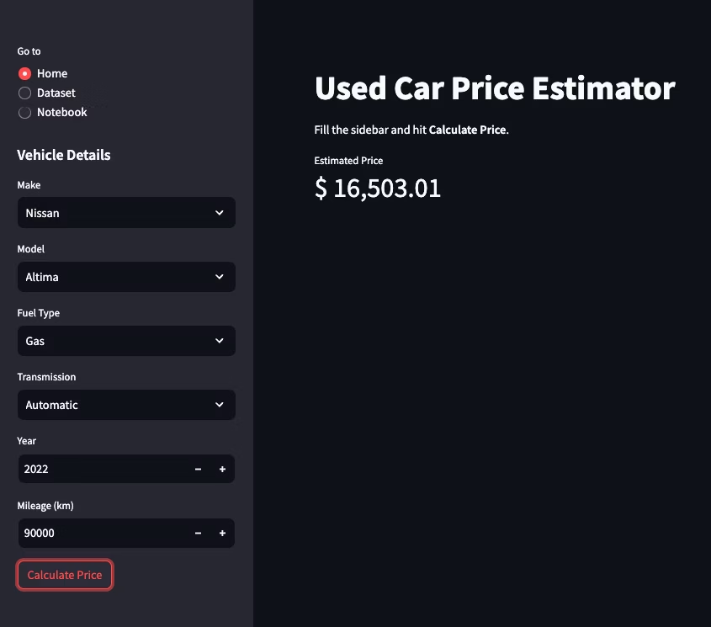 Go to
Home
Dataset
Notebook
Vehicle Details
Make
Nissan
Model
Altima
Fuel Type
Gas
Transmission
Automatic
Year
2022
Mileage (km)
90000
Calculate Price
Used Car Price Estimator
Fill the sidebar and hit Calculate Price.
Estimated Price
$ 16,503.01